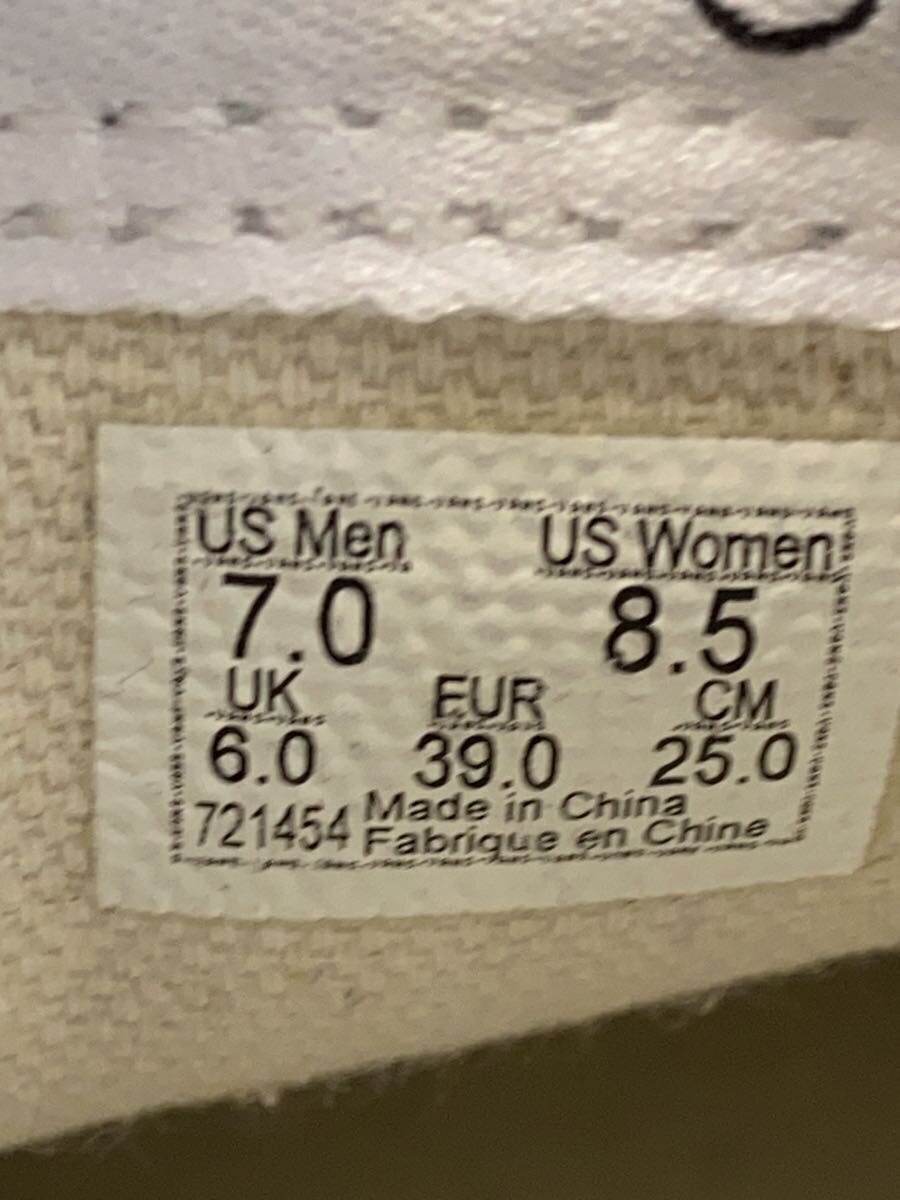 US Men US Women
7.0 8.5
UK EUR CM
6.0 39.0 25.0
721454 Made in China
Fabrique en Chine